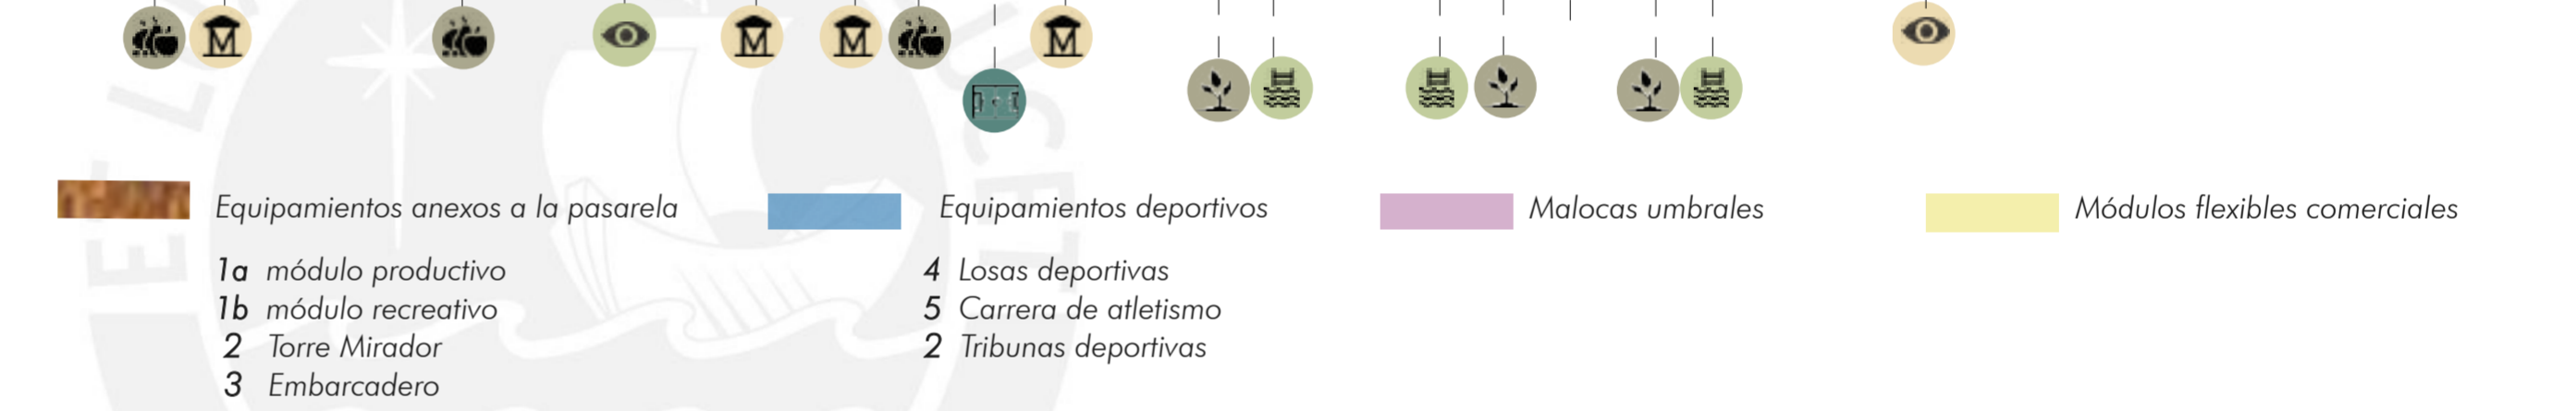 Equipamientos anexos a la pasarela
1a módulo productivo
1b módulo recreativo
2 Torre Mirador
3 Embarcadero
Equipamientos deportivos
4 Losas deportivas
5 Carrera de atletismo
2 Tribunas deportivas
Malocas umbrales
Módulos flexibles comerciales